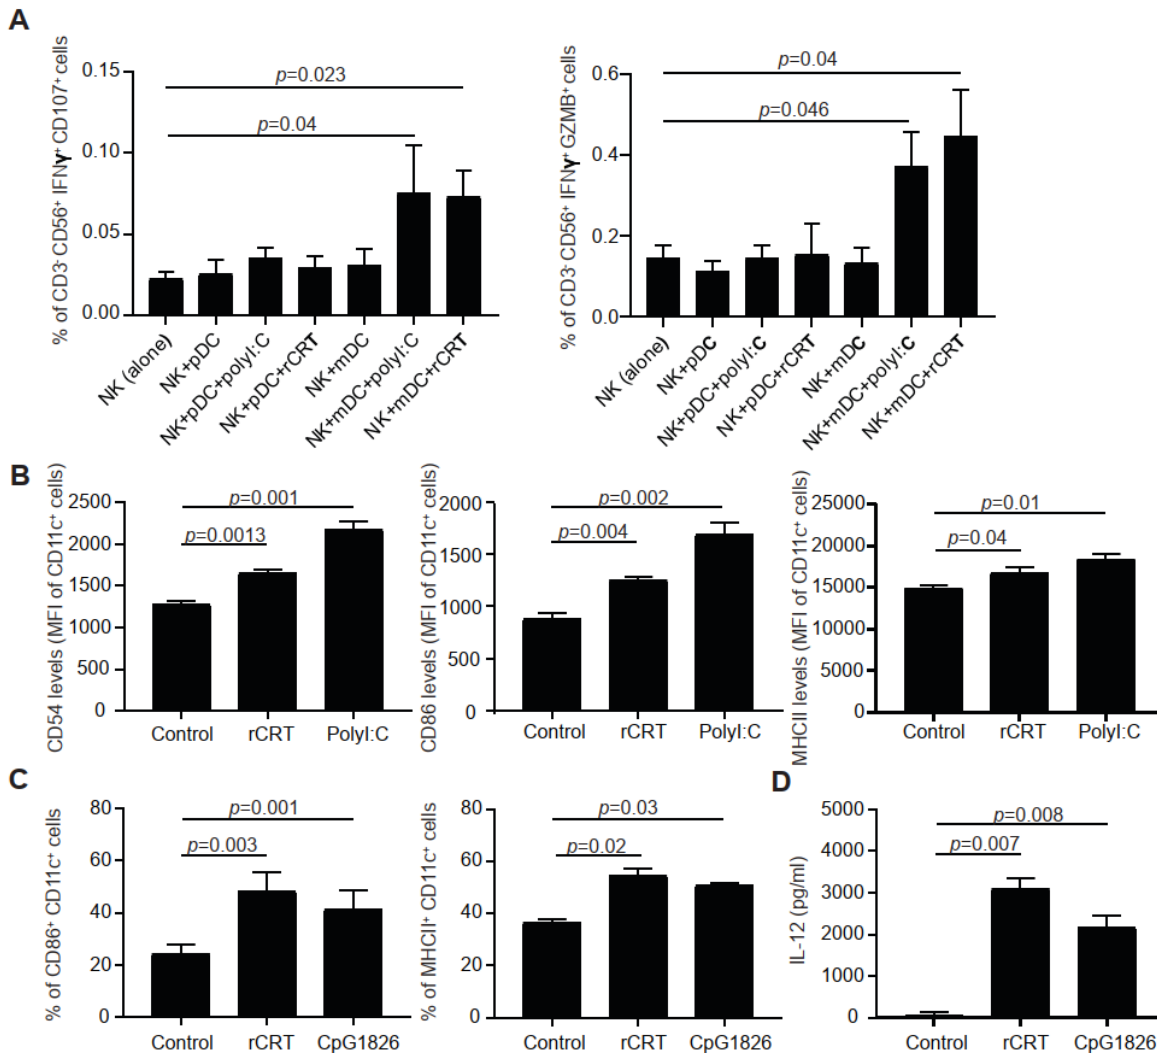 A
% of CD3- CD56+ IFNγ+ CD107+ cells
0.15
0.10
0.05
0.00
p=0.023
p=0.04
NK (alone)
NK+pDC
NK+pDC+polyI:C
NK+pDC+rCRT
NK+mDC
NK+mDC+polyI:C
NK+mDC+rCRT
% of CD3- CD56+ IFNγ+ GZMB+ cells
0.6
0.4
0.2
0.0
p=0.04
p=0.046
NK (alone)
NK+pDC
NK+pDC+polyI:C
NK+pDC+rCRT
NK+mDC
NK+mDC+polyI:C
NK+mDC+rCRT
B
CD54 levels (MFI of CD11c+ cells)
2500
2000
1500
1000
500
0
p=0.001
p=0.0013
Control rCRT PolyI:C
CD86 levels (MFI of CD11c+ cells)
2000
1500
1000
500
0
p=0.002
p=0.004
Control rCRT PolyI:C
MHCII levels (MFI of CD11c+ cells)
25000
20000
15000
10000
5000
0
p=0.01
p=0.04
Control rCRT PolyI:C
C
% of CD86+ CD11c+ cells
80
60
40
20
0
p=0.001
p=0.003
Control rCRT CpG1826
% of MHCII+ CD11c+ cells
80
60
40
20
0
p=0.03
p=0.02
Control rCRT CpG1826
D
IL-12 (pg/ml)
6000
5000
4000
3000
2000
1000
0
p=0.008
p=0.007
Control rCRT CpG1826